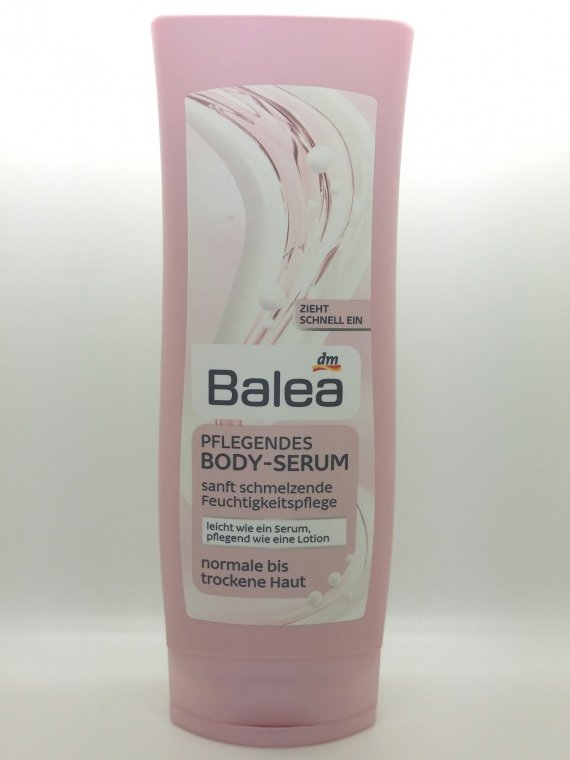 ZIEHT
SCHNELL EIN
dm
Balea
PFLEGENDES
BODY-SERUM
sanft schmelzende
Feuchtigkeitspflege
leicht wie ein Serum,
pflegend wie eine Lotion
normale bis
trockene Haut